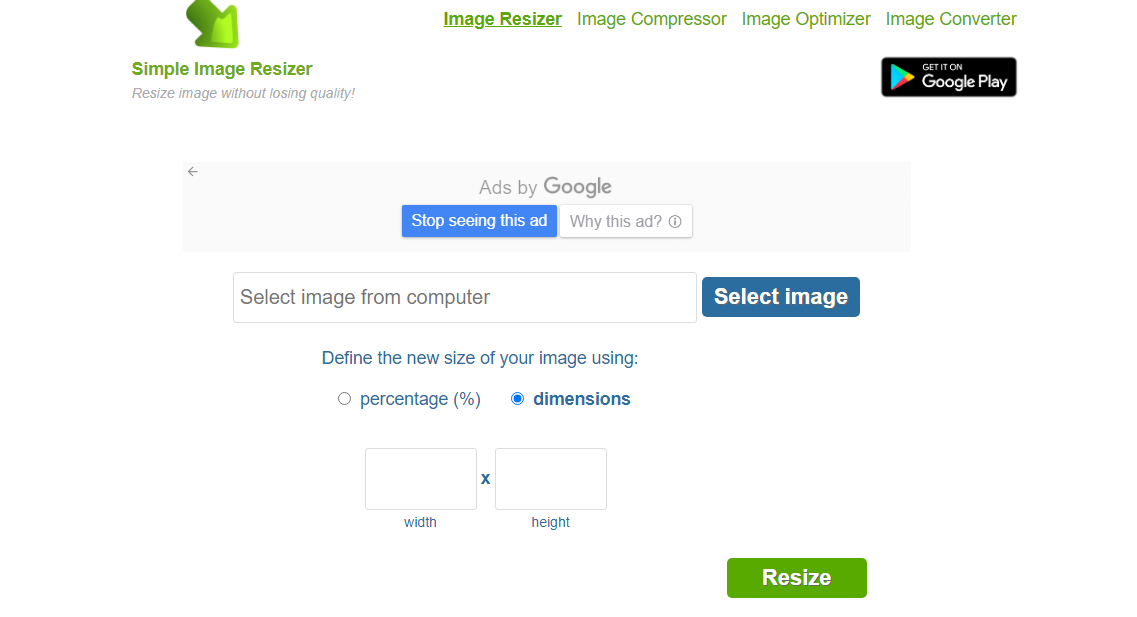 Image Resizer Image Compressor Image Optimizer Image Converter
Simple Image Resizer
Resize image without losing quality!
GET IT ON
Google Play
Ads by Google
Stop seeing this ad Why this ad?
Select image from computer Select image
Define the new size of your image using:
percentage (%) dimensions
x
width height
Resize